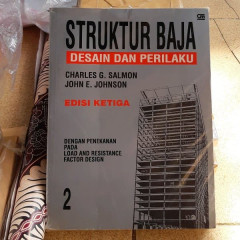 STRUKTUR BAJA
DESAIN DAN PERILAKU
CHARLES G. SALMON
JOHN E. JOHNSON
EDISI KETIGA
DENGAN PENEKANAN
PADA
LOAD AND RESISTANCE
FACTOR DESIGN
2